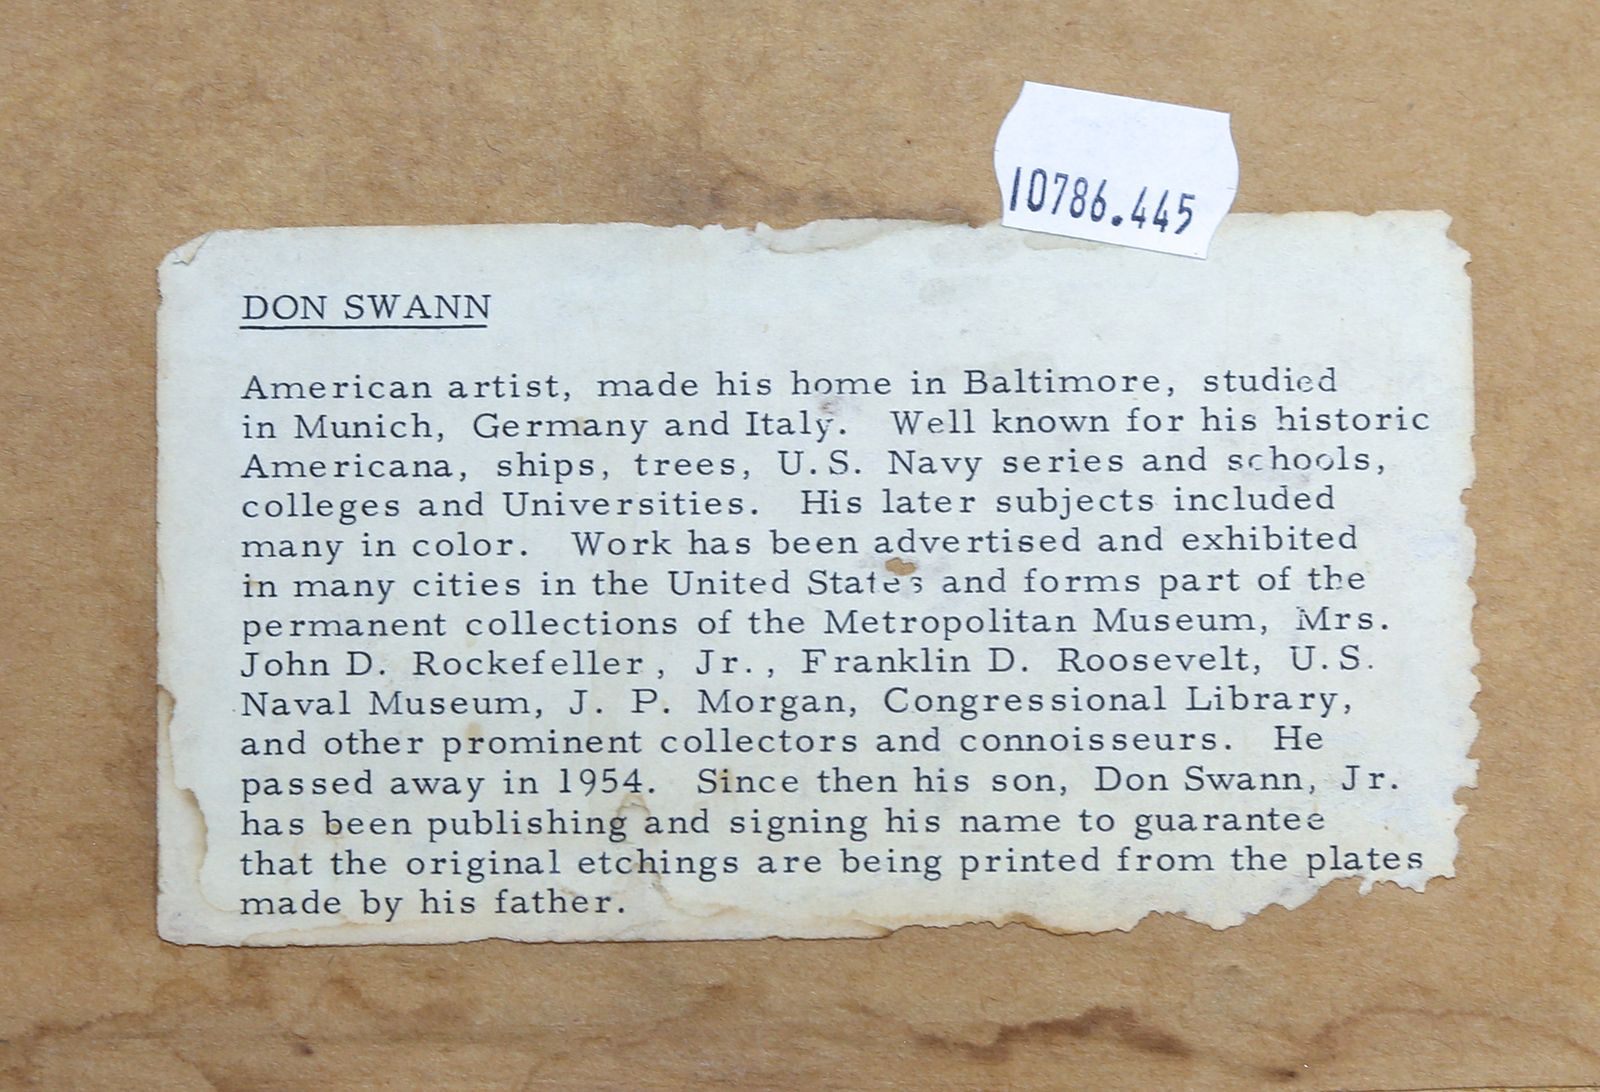 10786.445
DON SWANN
American artist, made his home in Baltimore, studied
in Munich, Germany and Italy. Well known for his historic
Americana, ships, trees, U.S. Navy series and schools,
colleges and Universities. His later subjects included
many in color. Work has been advertised and exhibited
in many cities in the United States and forms part of the
permanent collections of the Metropolitan Museum, Mrs.
John D. Rockefeller, Jr., Franklin D. Roosevelt, U.S.
Naval Museum, J. P. Morgan, Congressional Library,
and other prominent collectors and connoisseurs. He
passed away in 1954. Since then his son, Don Swann, Jr.
has been publishing and signing his name to guarantee
that the original etchings are being printed from the plates
made by his father.